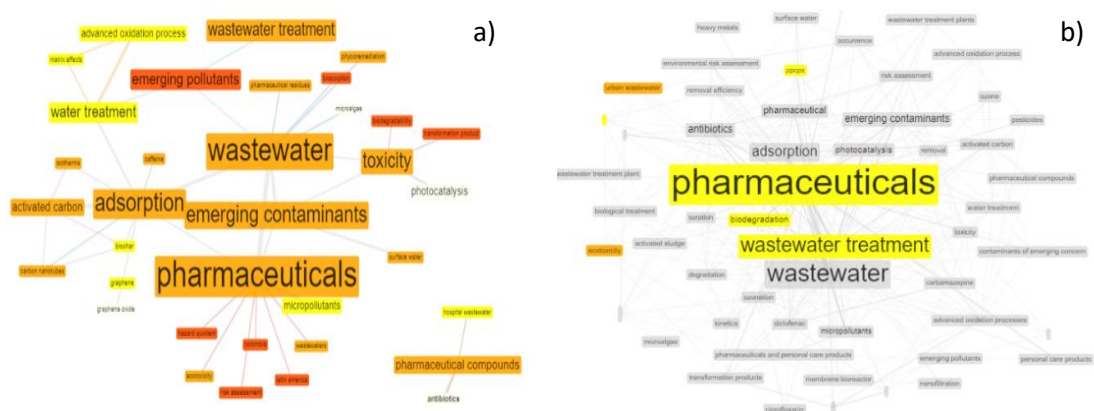 a)
advanced oxidation process
wastewater treatment
matrix effects
phycoremediation
emerging pollutants
pharmaceutical residues
biosorption
water treatment
microalgae
biodegradability
transformation product
wastewater
toxicity
isotherms
caffeine
photocatalysis
activated carbon
adsorption
emerging contaminants
biochar
surface water
carbon nanotubes
pharmaceuticals
graphene
graphene oxide
micropollutants
hospital wastewater
hazard quotient
colombia
wastewaters
pharmaceutical compounds
ecotoxicity
latin america
risk assessment
antibiotics
b)
surface water
wastewater treatment plants
heavy metals
occurrence
advanced oxidation process
environmental risk assessment
ppcps
risk assessment
urban wastewater
removal efficiency
ozone
pharmaceutical
emerging contaminants
pesticides
antibiotics
adsorption
photocatalysis
removal
activated carbon
wastewater treatment plant
pharmaceuticals
pharmaceutical compounds
biological treatment
sorption
biodegradation
water treatment
toxicity
ecotoxicity
activated sludge
wastewater treatment
contaminants of emerging concern
degradation
wastewater
carbamazepine
ozonation
kinetics
diclofenac
micropollutants
advanced oxidation processes
microalgae
pharmaceuticals and personal care products
emerging pollutants
personal care products
transformation products
membrane bioreactor
nanofiltration